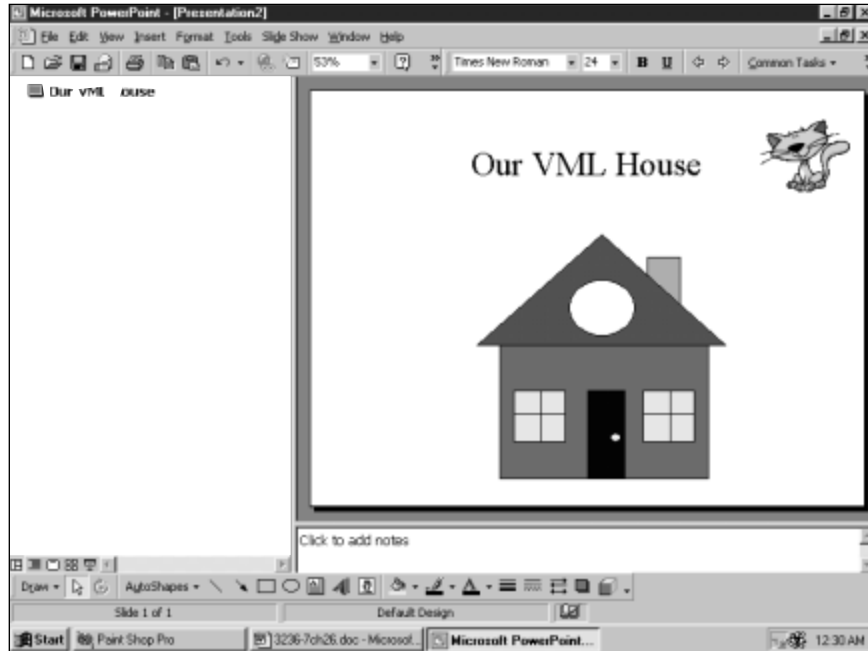 Microsoft PowerPoint - [Presentation2]
File Edit View Insert Format Tools Slide Show Window Help
53% Times New Roman 24 B U Common Tasks
Our VML
Our VML House
Click to add notes
Draw AutoShapes
Slide 1 of 1 Default Design
Start Paint Shop Pro 3236-7ch26.doc - Microsof... Microsoft PowerPoint... 12:30 AM